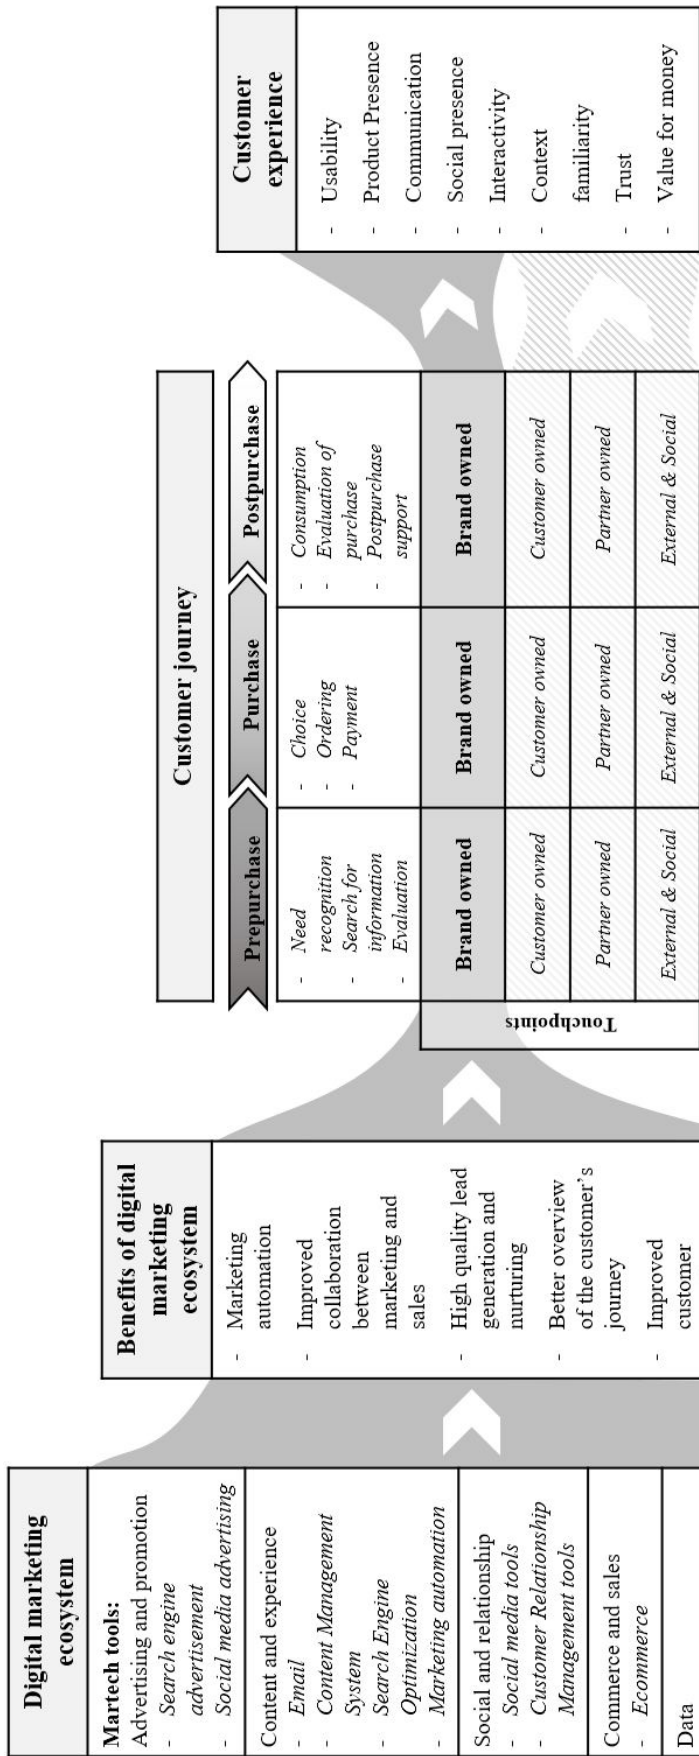 Digital marketing
ecosystem
Martech tools:
Advertising and promotion
- Search engine
advertisement
- Social media advertising
Content and experience
- Email
- Content Management
System
- Search Engine
Optimization
- Marketing automation
Social and relationship
- Social media tools
- Customer Relationship
Management tools
Commerce and sales
- Ecommerce
Data
Benefits of digital
marketing
ecosystem
- Marketing
automation
- Improved
collaboration
between
marketing and
sales
- High quality lead
generation and
nurturing
- Better overview
of the customer's
journey
- Improved
customer
Customer journey
Prepurchase
Purchase
Postpurchase
- Need
recognition
- Search for
information
- Evaluation
- Choice
- Ordering
- Payment
- Consumption
- Evaluation of
purchase
- Postpurchase
support
Touchpoints
Brand owned
Brand owned
Brand owned
Customer owned
Customer owned
Customer owned
Partner owned
Partner owned
Partner owned
External & Social
External & Social
External & Social
Customer
experience
- Usability
- Product Presence
- Communication
- Social presence
- Interactivity
- Context
familiarity
- Trust
- Value for money